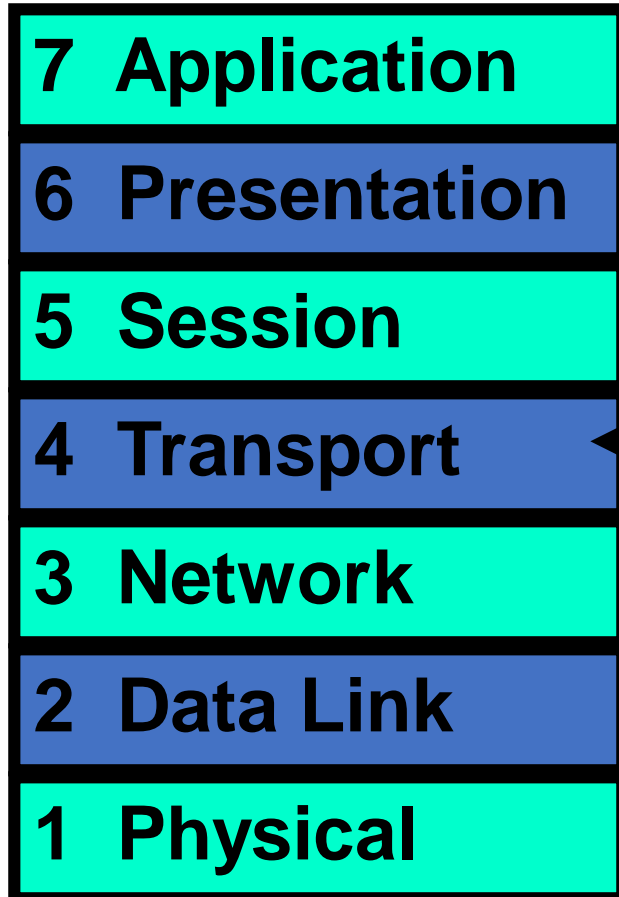 7 Application
6 Presentation
5 Session
4 Transport
3 Network
2 Data Link
1 Physical